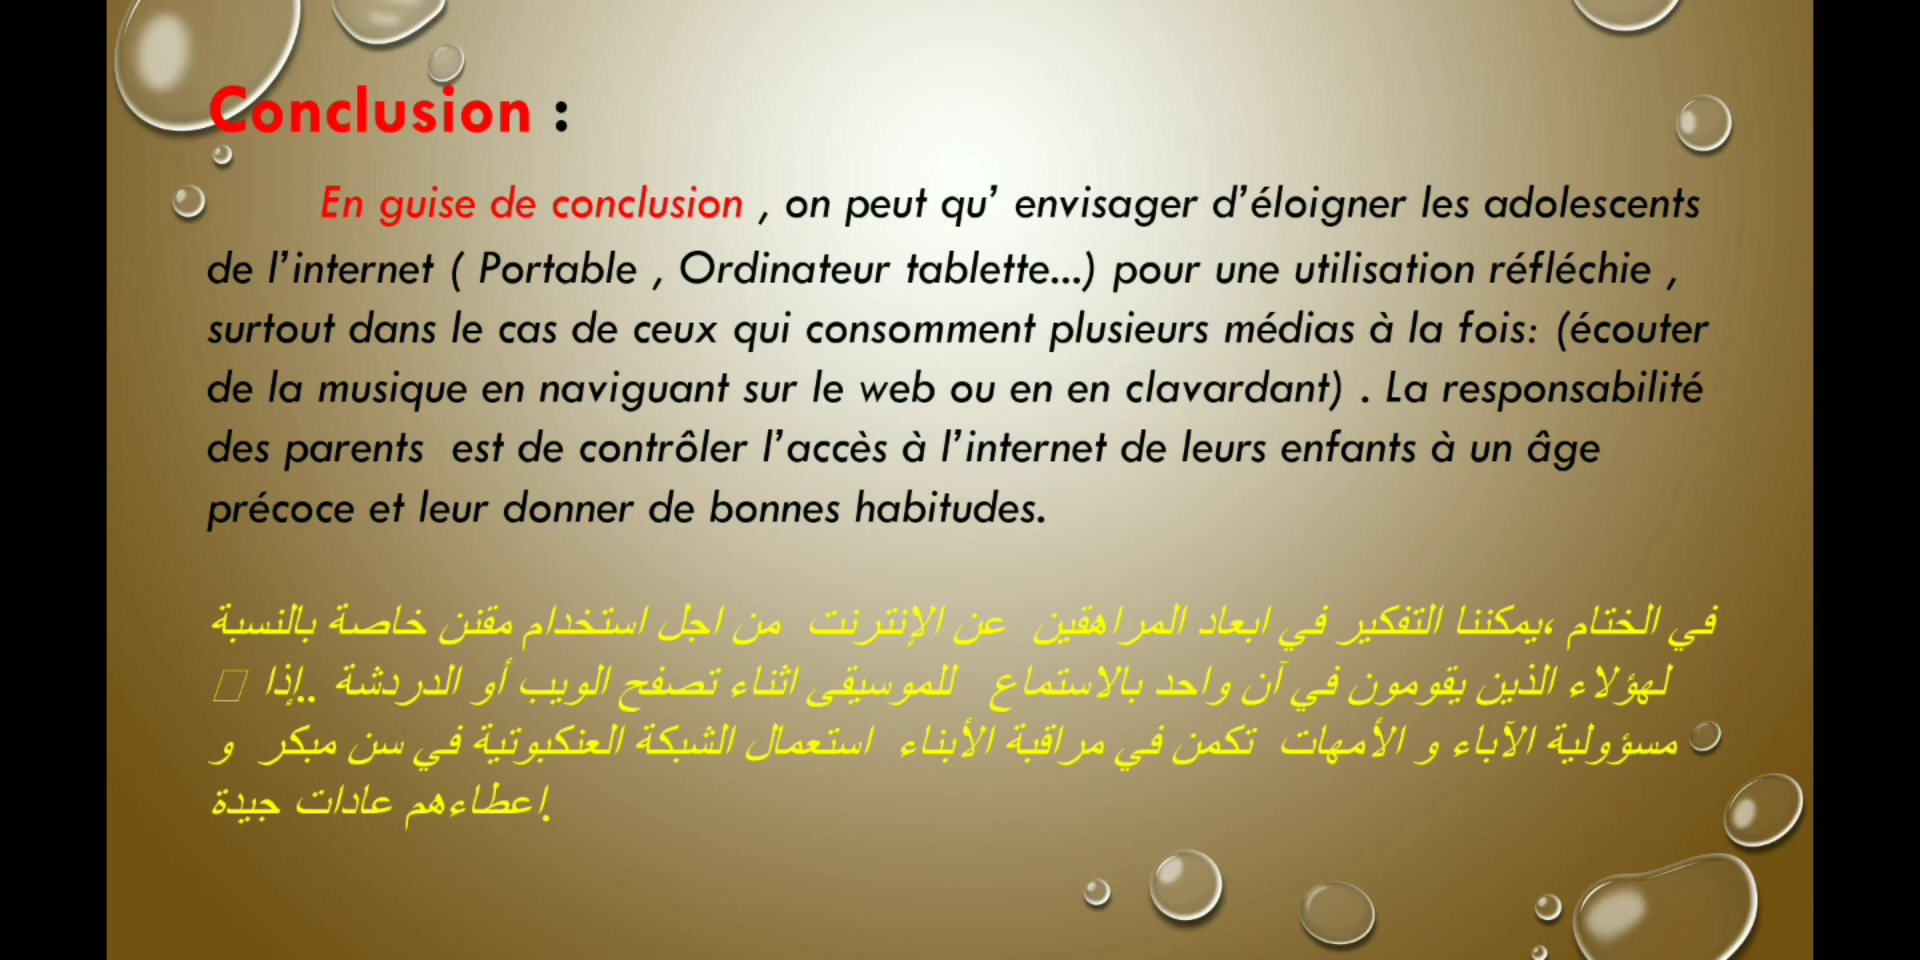 Conclusion :
En guise de conclusion , on peut qu’ envisager d’éloigner les adolescents
de l’internet ( Portable , Ordinateur tablette...) pour une utilisation réfléchie ,
surtout dans le cas de ceux qui consomment plusieurs médias à la fois: (écouter
de la musique en naviguant sur le web ou en en clavardant) . La responsabilité
des parents est de contrôler l’accès à l’internet de leurs enfants à un âge
précoce et leur donner de bonnes habitudes.
في الختام ،يمكننا التفكير في ابعاد المراهقين عن الإنترنت من اجل استخدام مقنن خاصة بالنسبة
لهؤلاء الذين يقومون في آن واحد بالاستماع للموسيقى اثناء تصفح الويب أو الدردشة ..إذا
مسؤولية الآباء و الأمهات تكمن في مراقبة الأبناء استعمال الشبكة العنكبوتية في سن مبكر و
إعطاءهم عادات جيدة.